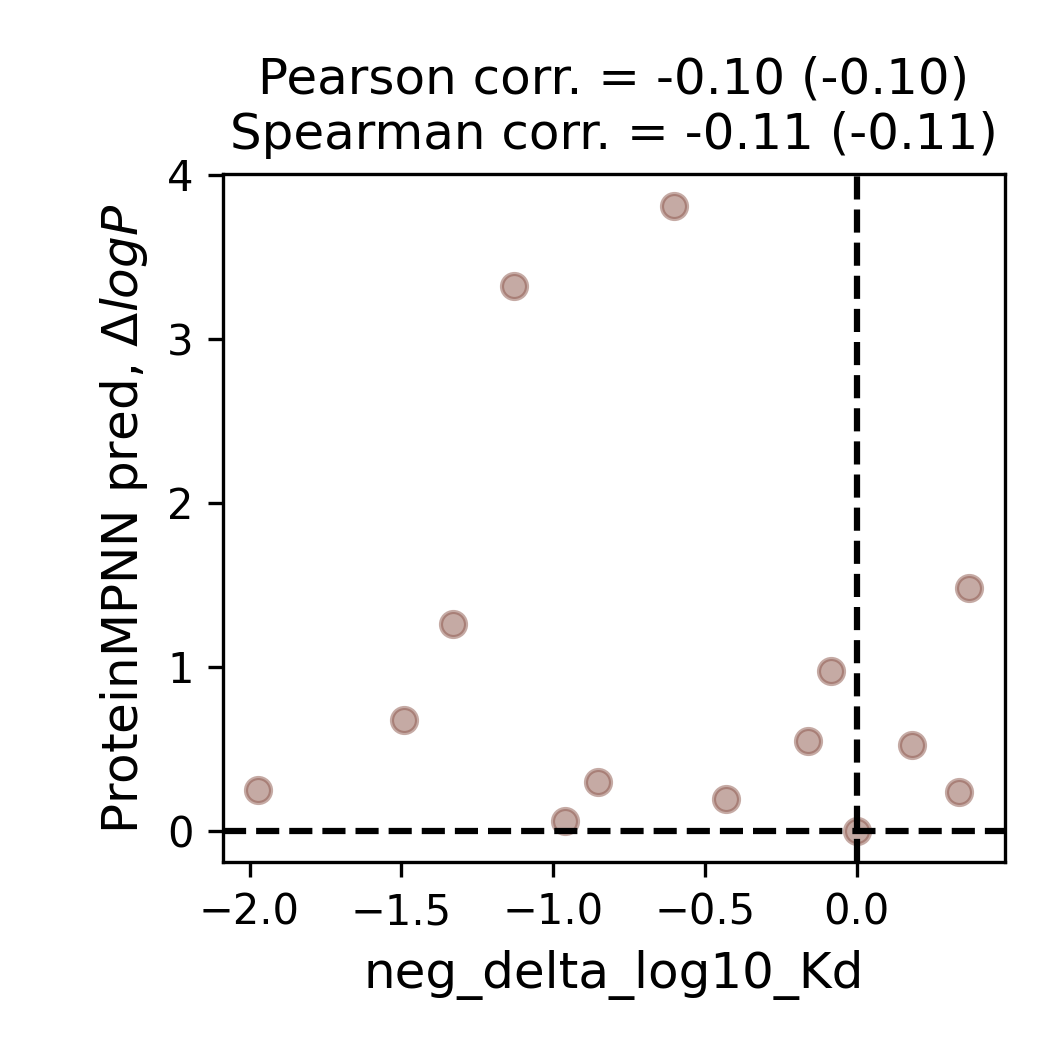 Pearson corr. = -0.10 (-0.10)
Spearman corr. = -0.11 (-0.11)
ProteinMPNN pred, ΔlogP
4
3
2
1
0
−2.0 −1.5 −1.0 −0.5 0.0
neg_delta_log10_Kd